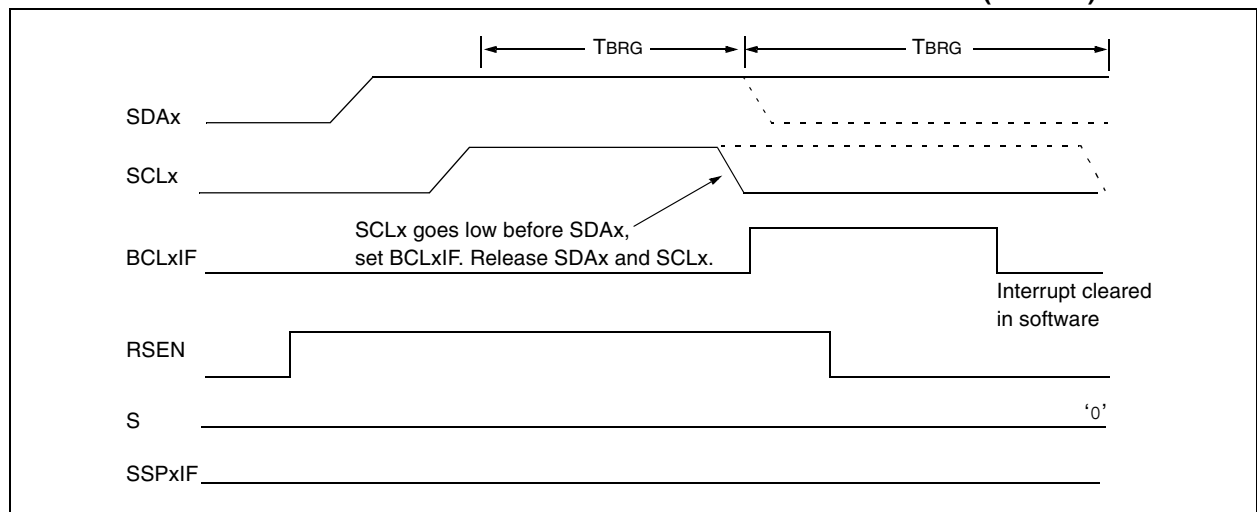 TBRG
TBRG
SDAx
SCLx
SCLx goes low before SDAx,
set BCLxIF. Release SDAx and SCLx.
BCLxIF
Interrupt cleared
in software
RSEN
S
‘0’
SSPxIF